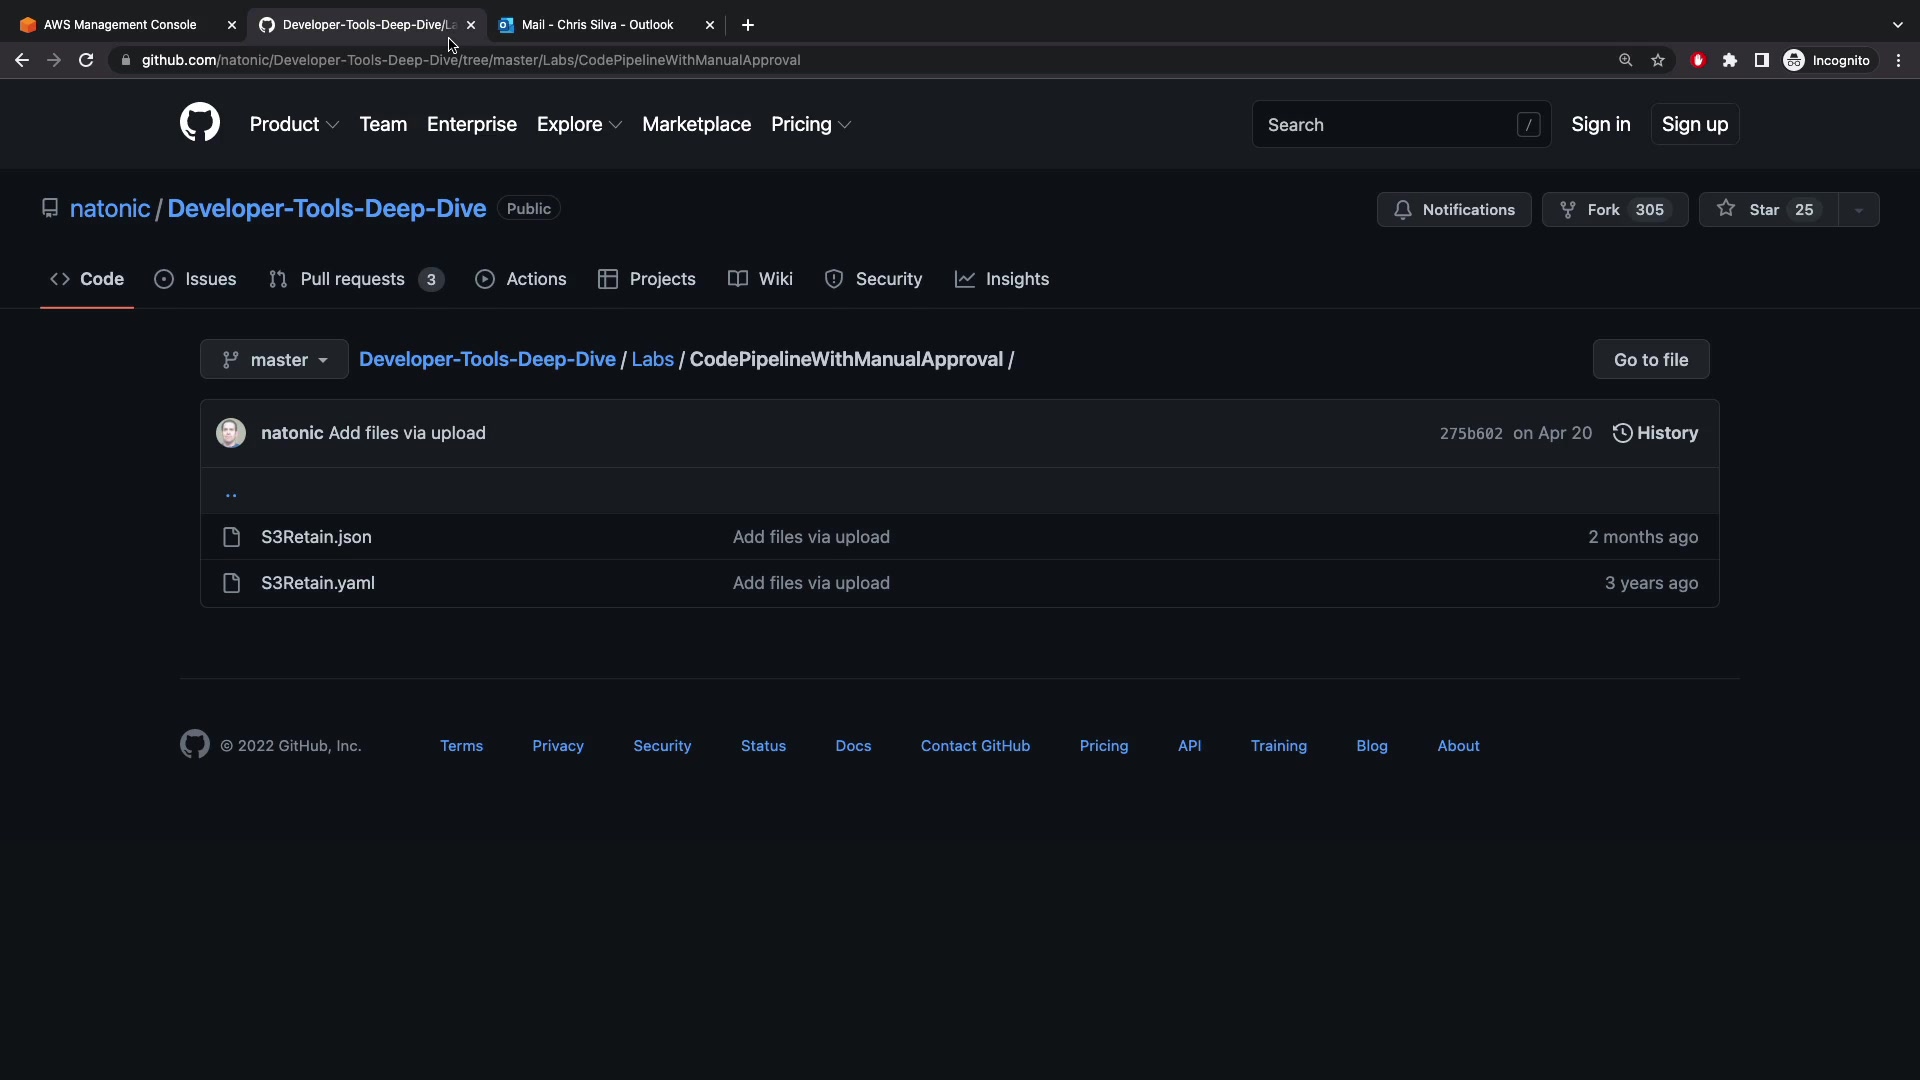 AWS Management Console
Developer-Tools-Deep-Dive/La
Mail - Chris Silva - Outlook
github.com/natonic/Developer-Tools-Deep-Dive/tree/master/Labs/CodePipelineWithManualApproval
Incognito
Product Team Enterprise Explore Marketplace Pricing
Search /
Sign in
Sign up
natonic / Developer-Tools-Deep-Dive Public
Notifications
Fork 305
Star 25
<> Code Issues Pull requests 3 Actions Projects Wiki Security Insights
master
Developer-Tools-Deep-Dive / Labs / CodePipelineWithManualApproval /
Go to file
natonic Add files via upload
275b602 on Apr 20 History
..
S3Retain.json Add files via upload 2 months ago
S3Retain.yaml Add files via upload 3 years ago
© 2022 GitHub, Inc. Terms Privacy Security Status Docs Contact GitHub Pricing API Training Blog About